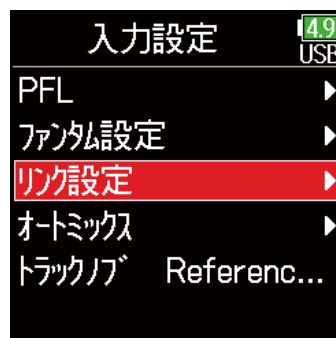 入力設定
4.9
USB
PFL
ファンタム設定
リンク設定
オートミックス
トラックノブ Referenc...